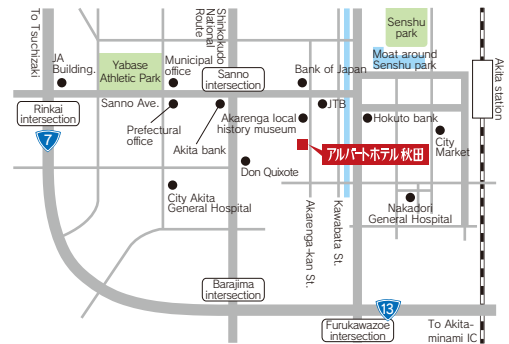 To Tsuchizaki
JA
Building.
Yabase
Athletic Park
Municipal
office
Shinkokudo
National
Route
Sanno
intersection
Bank of Japan
Senshu
park
Moat around
Senshu park
Akita station
Rinkai
intersection
7
Sanno Ave.
Prefectural
office
Akita bank
Akarenga local
history museum
JTB
Hokuto bank
City
Market
アルパートホテル秋田
Don Quixote
City Akita
General Hospital
Akarenga-kan St.
Kawabata St.
Nakadori
General Hospital
Barajima
intersection
13
Furukawazoe
intersection
To Akita-
minami IC